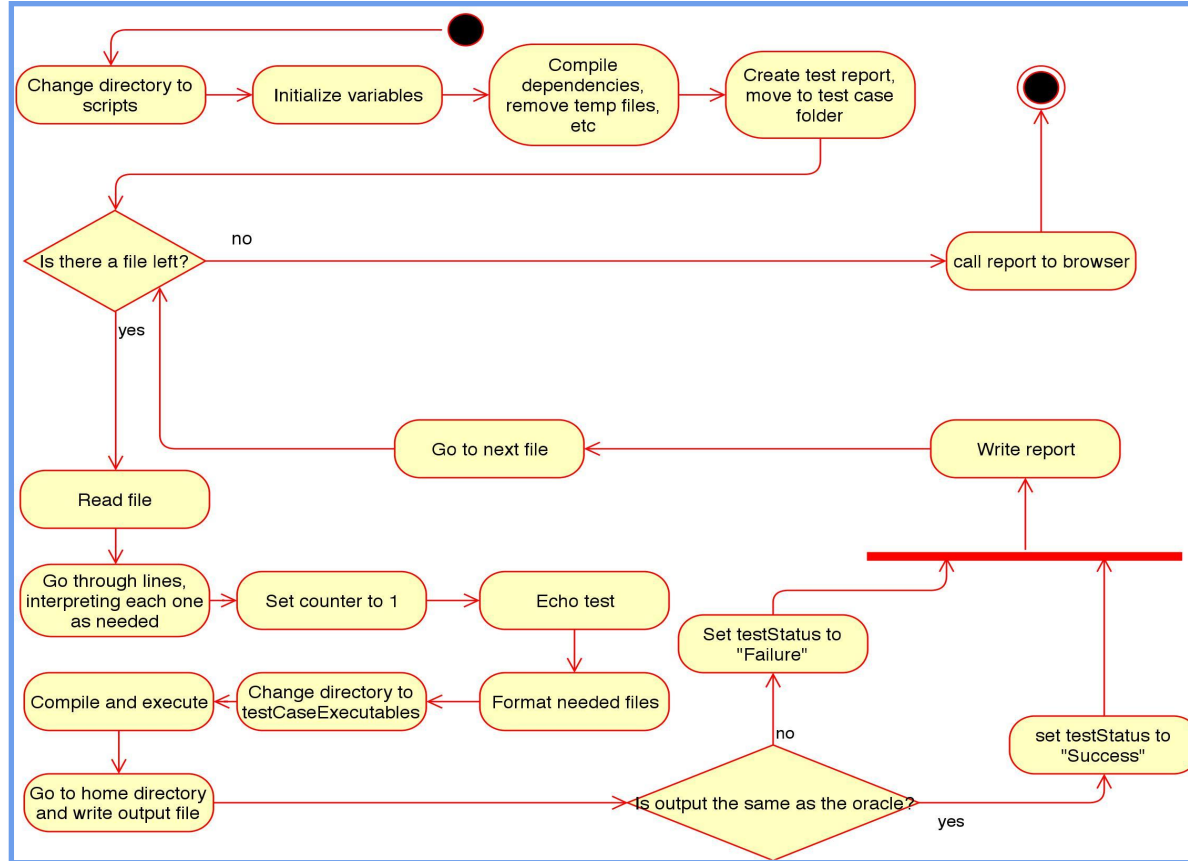 Change directory to
scripts
Initialize variables
Compile
dependencies,
remove temp files,
etc
Create test report,
move to test case
folder
Is there a file left?
no
call report to browser
yes
Go to next file
Write report
Read file
Go through lines,
interpreting each one
as needed
Set counter to 1
Echo test
Set testStatus to
"Failure"
Compile and execute
Change directory to
testCaseExecutables
Format needed files
no
set testStatus to
"Success"
Go to home directory
and write output file
Is output the same as the oracle?
yes